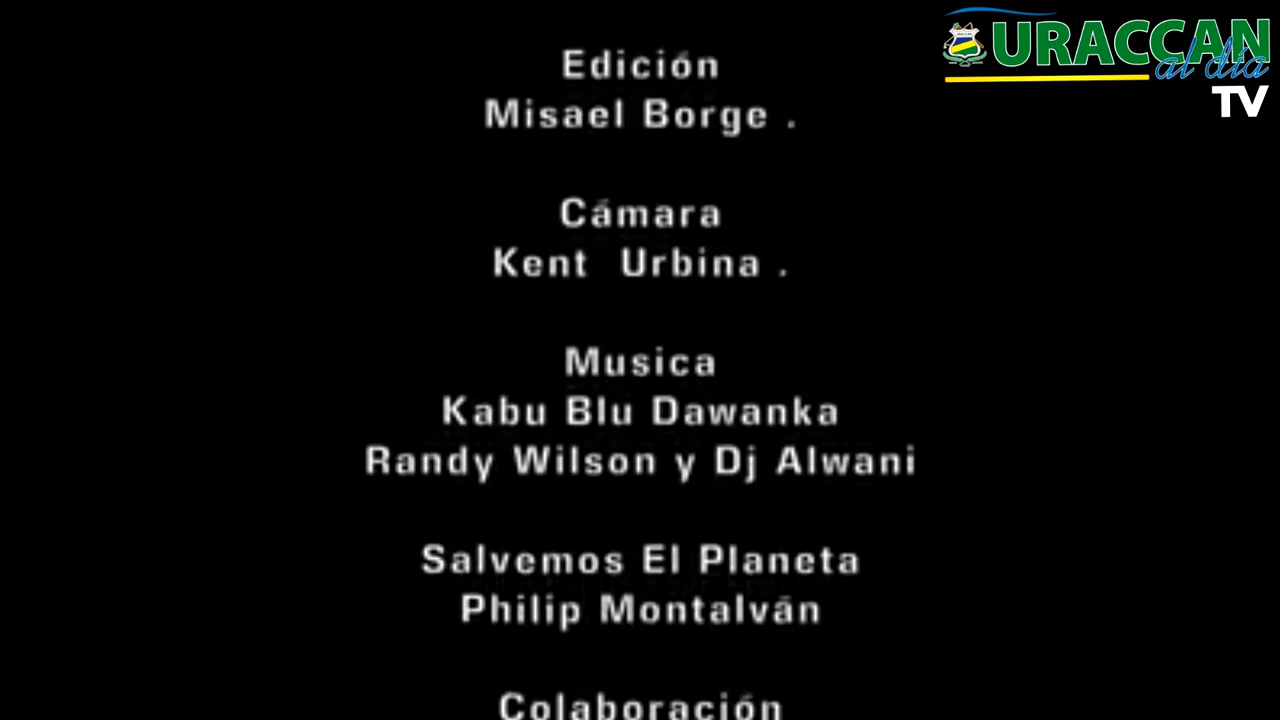 URACCAN
al día
TV
Edición
Misael Borge .
Cámara
Kent Urbina .
Musica
Kabu Blu Dawanka
Randy Wilson y Dj Alwani
Salvemos El Planeta
Philip Montalván
Colaboración